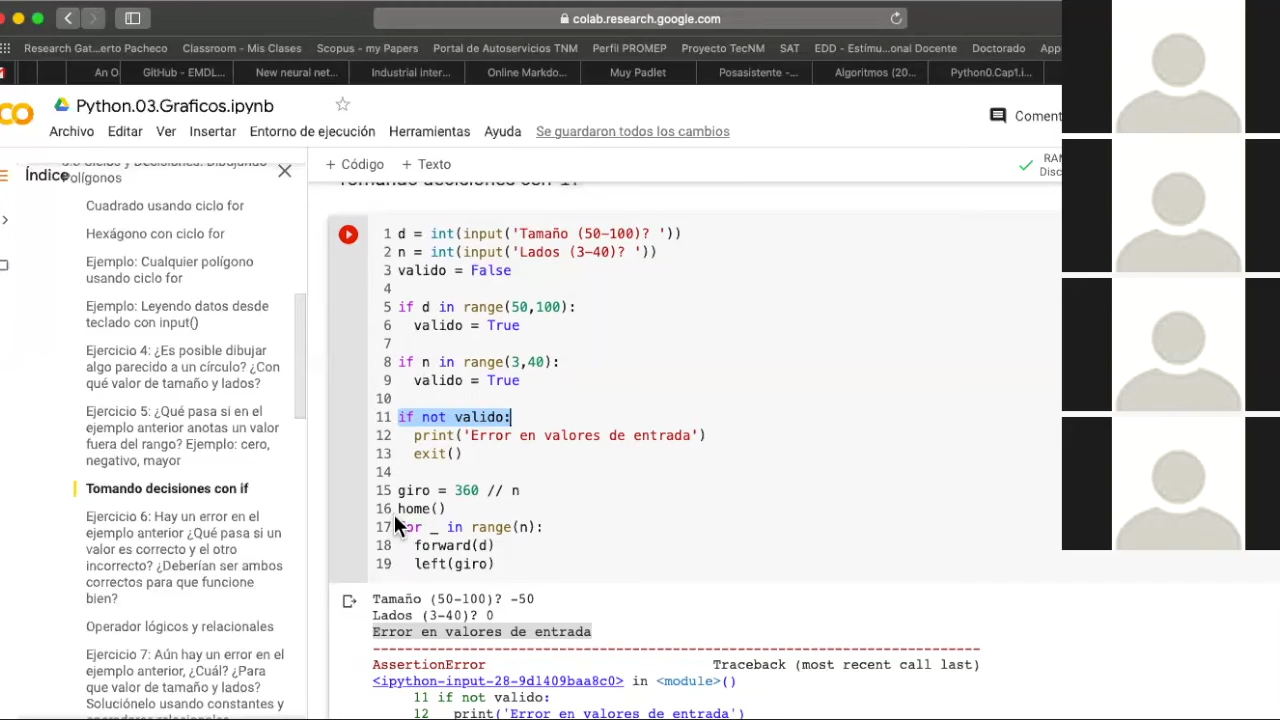 colab.research.google.com
Research Gat...erto Pacheco Classroom - Mis Clases Scopus - my Papers Portal de Autoservicios TNM Perfil PROMEP Proyecto TecNM SAT EDD - Estímu...onal Docente Doctorado App
An O GitHub - EMDL... New neural net... Industrial inter... Online Markdo... Muy Padlet Posasistente -... Algoritmos (20... Python0.Cap1.i...
Python.03.Graficos.ipynb
Archivo Editar Ver Insertar Entorno de ejecución Herramientas Ayuda Se guardaron todos los cambios
Coment
+ Código + Texto
RAM
Disc
Índice
3.3 Ciclos y Decisiones: Dibujando
Polígonos
Cuadrado usando ciclo for
Hexágono con ciclo for
Ejemplo: Cualquier polígono
usando ciclo for
Ejemplo: Leyendo datos desde
teclado con input()
Ejercicio 4: ¿Es posible dibujar
algo parecido a un círculo? ¿Con
qué valor de tamaño y lados?
Ejercicio 5: ¿Qué pasa si en el
ejemplo anterior anotas un valor
fuera del rango? Ejemplo: cero,
negativo, mayor
Tomando decisiones con if
Ejercicio 6: Hay un error en el
ejemplo anterior ¿Qué pasa si un
valor es correcto y el otro
incorrecto? ¿Deberían ser ambos
correctos para que funcione
bien?
Operador lógicos y relacionales
Ejercicio 7: Aún hay un error en el
ejemplo anterior, ¿Cuál? ¿Para
que valor de tamaño y lados?
Soluciónelo usando constantes y
operadores relacionales
Tomando decisiones con if
1 d = int(input('Tamaño (50-100)? '))
2 n = int(input('Lados (3-40)? '))
3 valido = False
4
5 if d in range(50,100):
6 valido = True
7
8 if n in range(3,40):
9 valido = True
10
11 if not valido:
12 print('Error en valores de entrada')
13 exit()
14
15 giro = 360 // n
16 home()
17 for _ in range(n):
18 forward(d)
19 left(giro)
Tamaño (50-100)? -50
Lados (3-40)? 0
Error en valores de entrada
---------------------------------------------------------------------------
AssertionError Traceback (most recent call last)
<ipython-input-28-9d1409baa8c0> in <module>()
11 if not valido:
12 print('Error en valores de entrada')